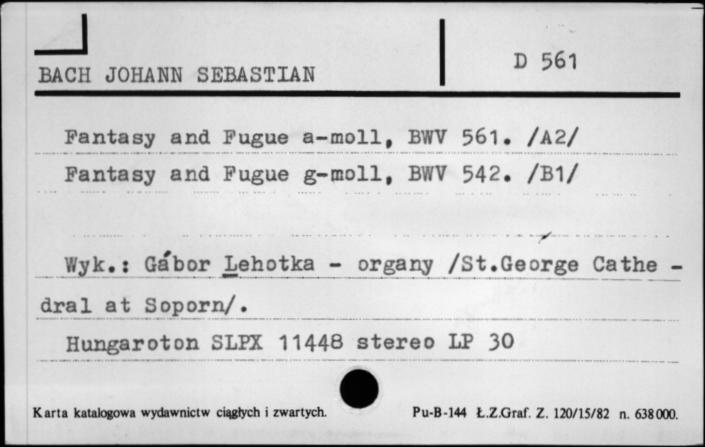 D 561
BACH JOHANN SEBASTIAN
Fantasy and Fugue a-moll, BWV 561. /A2/
Fantasy and Fugue g-moll, BWV 542. /B1/
Wyk.: Gábor Lehotka - organy /St.George Cathe -
dral at Soporn/.
Hungaroton SLPX 11448 stereo LP 30
Karta katalogowa wydawnictw ciągłych i zwartych. Pu-B-144 Ł.Z.Graf. Z. 120/15/82 n. 638000.